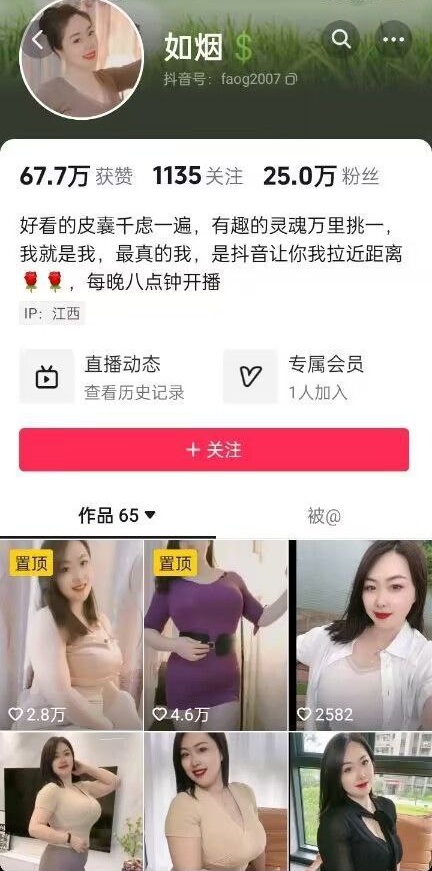 如烟💲
抖音号：faog2007
67.7万 获赞 1135 关注 25.0万 粉丝
好看的皮囊千虑一遍，有趣的灵魂万里挑一，
我就是我，最真的我，是抖音让你我拉近距离
🌹🌹，每晚八点钟开播
IP：江西
直播动态
查看历史记录
专属会员
1人加入
+ 关注
作品 65
被@
置顶
置顶
2.8万
4.6万
2582